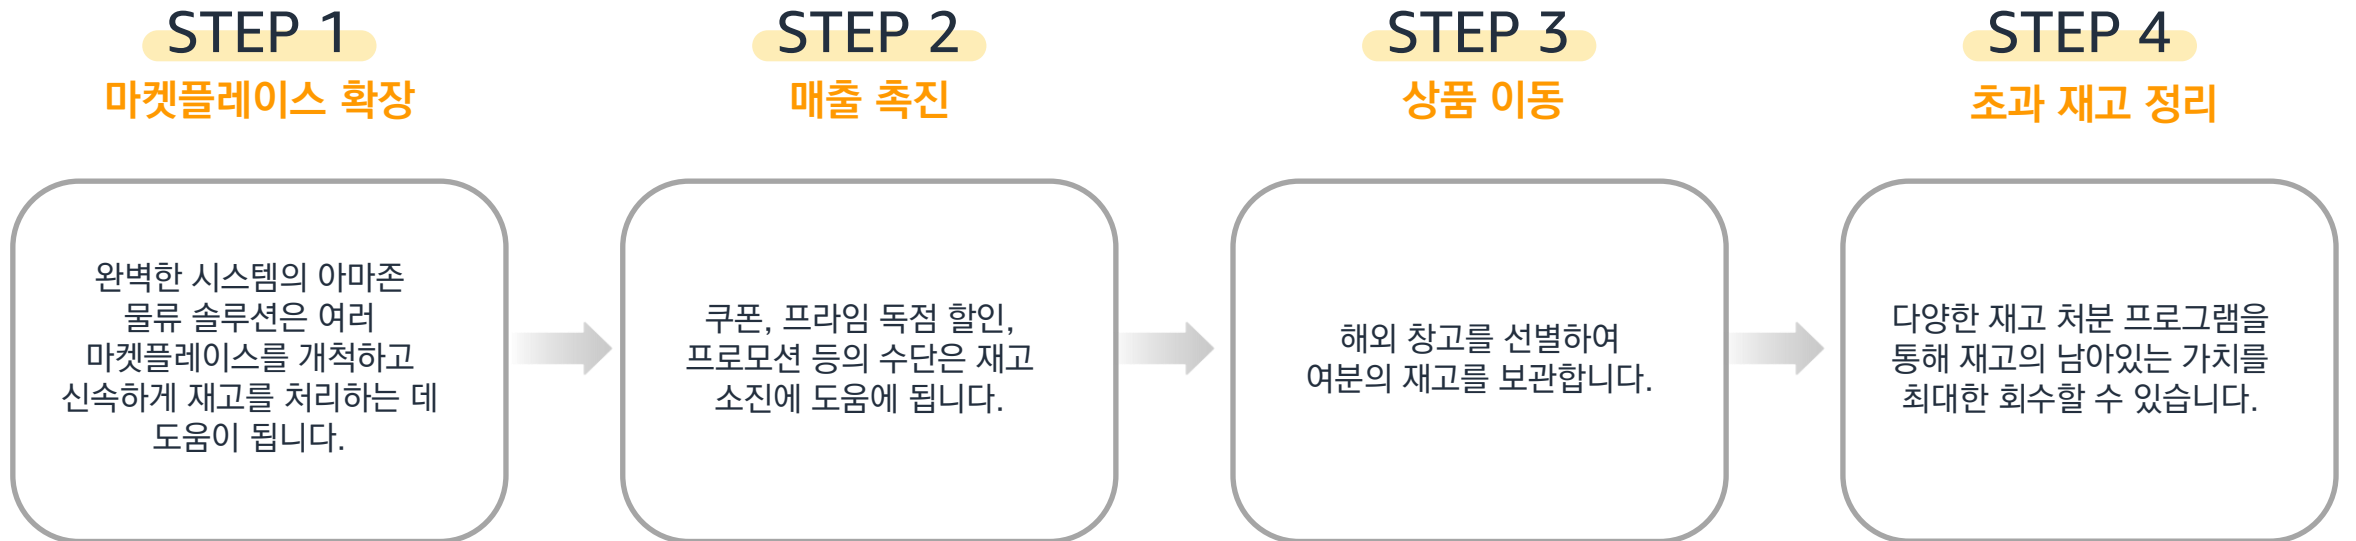 STEP 1
마켓플레이스 확장
완벽한 시스템의 아마존
물류 솔루션은 여러
마켓플레이스를 개척하고
신속하게 재고를 처리하는 데
도움이 됩니다.
STEP 2
매출 촉진
쿠폰, 프라임 독점 할인,
프로모션 등의 수단은 재고
소진에 도움에 됩니다.
STEP 3
상품 이동
해외 창고를 선별하여
여분의 재고를 보관합니다.
STEP 4
초과 재고 정리
다양한 재고 처분 프로그램을
통해 재고의 남아있는 가치를
최대한 회수할 수 있습니다.